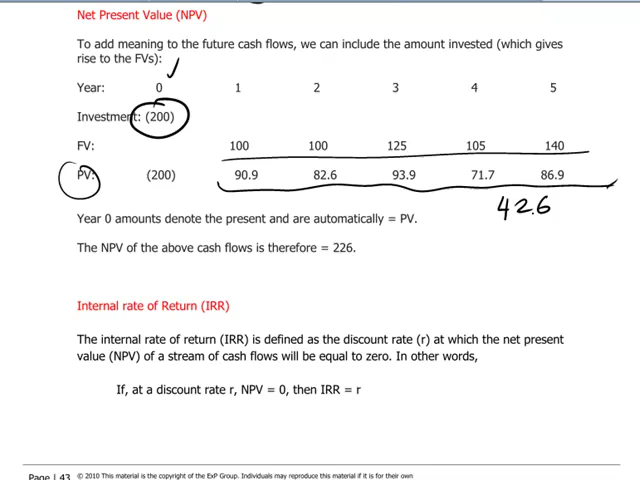 Net Present Value (NPV)
To add meaning to the future cash flows, we can include the amount invested (which gives
rise to the FVs):
Year: 0 1 2 3 4 5
Investment: (200)
FV: 100 100 125 105 140
PV: (200) 90.9 82.6 93.9 71.7 86.9
42.6
Year 0 amounts denote the present and are automatically = PV.
The NPV of the above cash flows is therefore = 226.
Internal rate of Return (IRR)
The internal rate of return (IRR) is defined as the discount rate (r) at which the net present
value (NPV) of a stream of cash flows will be equal to zero. In other words,
If, at a discount rate r, NPV = 0, then IRR = r
Page | 43 © 2010 This material is the copyright of the ExP Group. Individuals may reproduce this material if it is for their own